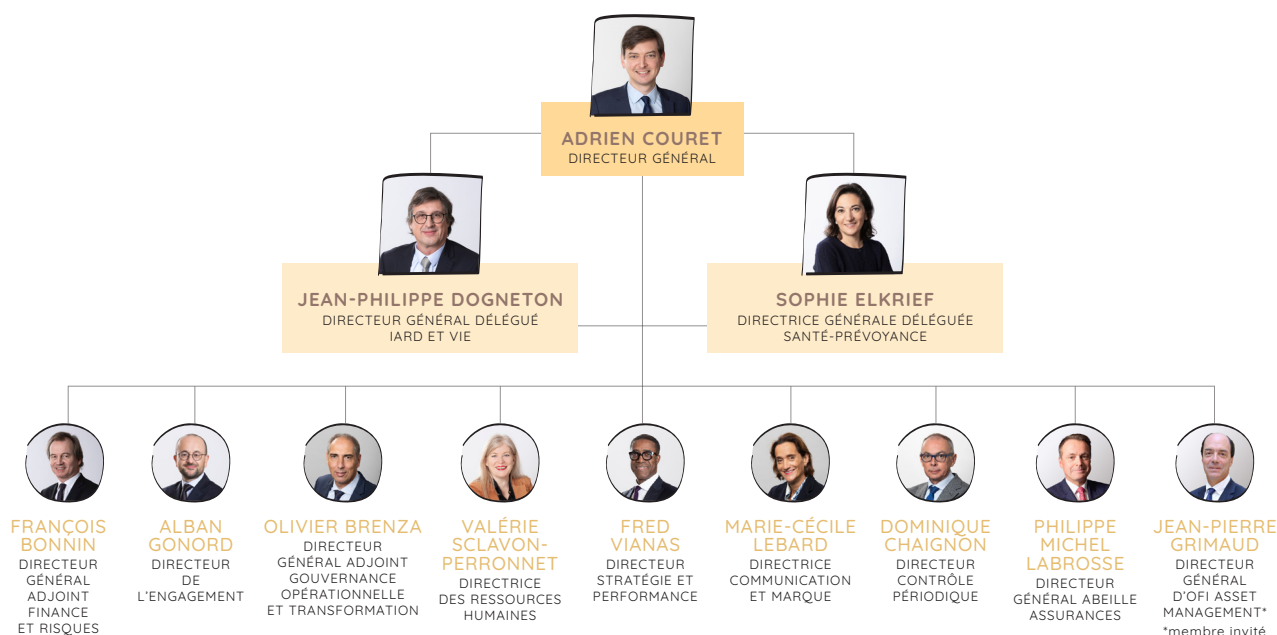 ADRIEN COURET
DIRECTEUR GÉNÉRAL
JEAN-PHILIPPE DOGNETON
DIRECTEUR GÉNÉRAL DÉLÉGUÉ
IARD ET VIE
SOPHIE ELKRIEF
DIRECTRICE GÉNÉRALE DÉLÉGUÉE
SANTÉ-PRÉVOYANCE
FRANÇOIS
BONNIN
DIRECTEUR
GÉNÉRAL
ADJOINT
FINANCE
ET RISQUES
ALBAN
GONORD
DIRECTEUR
DE
L'ENGAGEMENT
OLIVIER BRENZA
DIRECTEUR
GÉNÉRAL ADJOINT
GOUVERNANCE
OPÉRATIONNELLE
ET TRANSFORMATION
VALÉRIE
SCLAVON-
PERRONNET
DIRECTRICE
DES RESSOURCES
HUMAINES
FRED
VIANAS
DIRECTEUR
STRATÉGIE ET
PERFORMANCE
MARIE-CÉCILE
LEBARD
DIRECTRICE
COMMUNICATION
ET MARQUE
DOMINIQUE
CHAIGNON
DIRECTEUR
CONTRÔLE
PÉRIODIQUE
PHILIPPE
MICHEL
LABROSSE
DIRECTEUR
GÉNÉRAL ABEILLE
ASSURANCES
JEAN-PIERRE
GRIMAUD
DIRECTEUR
GÉNÉRAL
D'OFI ASSET
MANAGEMENT*
*membre invité